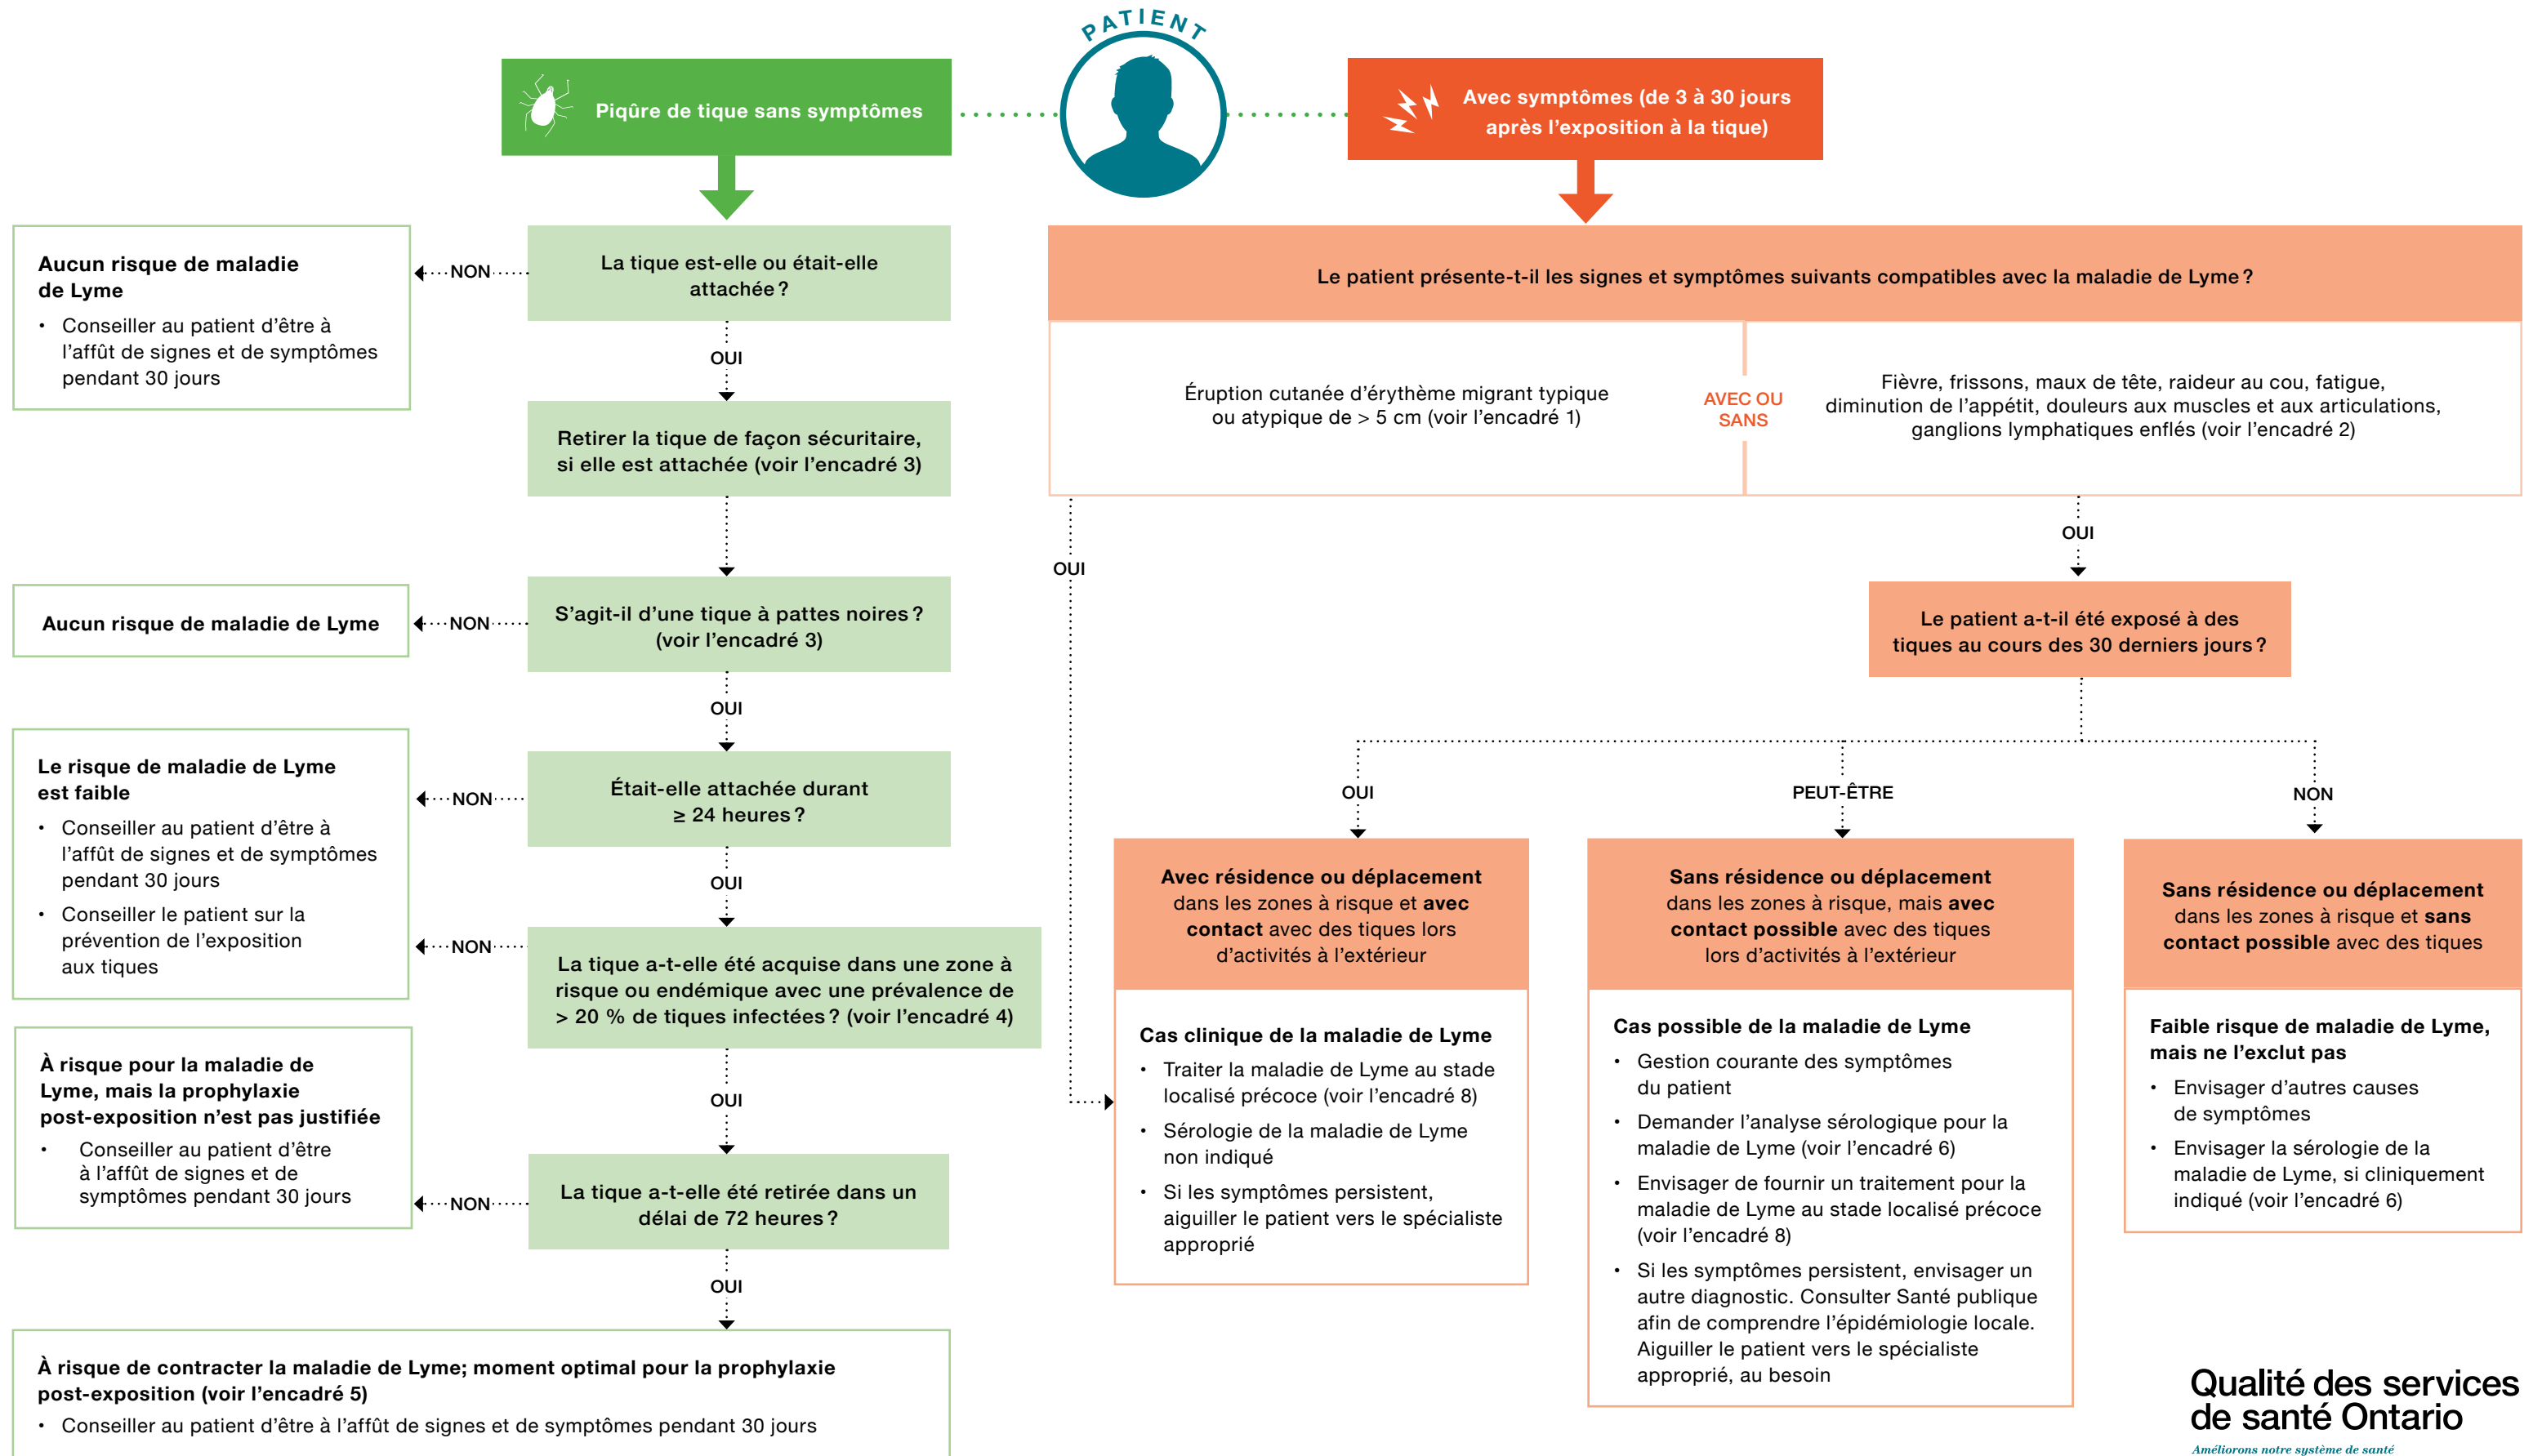 PATIENT
Piqûre de tique sans symptômes
Avec symptômes (de 3 à 30 jours
après l’exposition à la tique)
Aucun risque de maladie
de Lyme
• Conseiller au patient d’être à
l’affût de signes et de symptômes
pendant 30 jours
NON
La tique est-elle ou était-elle
attachée ?
OUI
Retirer la tique de façon sécuritaire,
si elle est attachée (voir l’encadré 3)
Aucun risque de maladie de Lyme
NON
S’agit-il d’une tique à pattes noires ?
(voir l’encadré 3)
OUI
Le risque de maladie de Lyme
est faible
• Conseiller au patient d’être à
l’affût de signes et de symptômes
pendant 30 jours
• Conseiller le patient sur la
prévention de l’exposition
aux tiques
NON
Était-elle attachée durant
≥ 24 heures ?
OUI
NON
La tique a-t-elle été acquise dans une zone à
risque ou endémique avec une prévalence de
> 20 % de tiques infectées ? (voir l’encadré 4)
OUI
À risque pour la maladie de
Lyme, mais la prophylaxie
post-exposition n’est pas justifiée
• Conseiller au patient d’être
à l’affût de signes et de
symptômes pendant 30 jours
NON
La tique a-t-elle été retirée dans un
délai de 72 heures ?
OUI
À risque de contracter la maladie de Lyme; moment optimal pour la prophylaxie
post-exposition (voir l’encadré 5)
• Conseiller au patient d’être à l’affût de signes et de symptômes pendant 30 jours
Le patient présente-t-il les signes et symptômes suivants compatibles avec la maladie de Lyme ?
Éruption cutanée d’érythème migrant typique
ou atypique de > 5 cm (voir l’encadré 1)
AVEC OU
SANS
Fièvre, frissons, maux de tête, raideur au cou, fatigue,
diminution de l’appétit, douleurs aux muscles et aux articulations,
ganglions lymphatiques enflés (voir l’encadré 2)
OUI
OUI
Le patient a-t-il été exposé à des
tiques au cours des 30 derniers jours ?
OUI
PEUT-ÊTRE
NON
Avec résidence ou déplacement
dans les zones à risque et avec
contact avec des tiques lors
d’activités à l’extérieur
Cas clinique de la maladie de Lyme
• Traiter la maladie de Lyme au stade
localisé précoce (voir l’encadré 8)
• Sérologie de la maladie de Lyme
non indiqué
• Si les symptômes persistent,
aiguiller le patient vers le spécialiste
approprié
Sans résidence ou déplacement
dans les zones à risque, mais avec
contact possible avec des tiques
lors d’activités à l’extérieur
Cas possible de la maladie de Lyme
• Gestion courante des symptômes
du patient
• Demander l’analyse sérologique pour la
maladie de Lyme (voir l’encadré 6)
• Envisager de fournir un traitement pour la
maladie de Lyme au stade localisé précoce
(voir l’encadré 8)
• Si les symptômes persistent, envisager un
autre diagnostic. Consulter Santé publique
afin de comprendre l’épidémiologie locale.
Aiguiller le patient vers le spécialiste
approprié, au besoin
Sans résidence ou déplacement
dans les zones à risque et sans
contact possible avec des tiques
Faible risque de maladie de Lyme,
mais ne l’exclut pas
• Envisager d’autres causes
de symptômes
• Envisager la sérologie de la
maladie de Lyme, si cliniquement
indiqué (voir l’encadré 6)
Qualité des services
de santé Ontario
Améliorons notre système de santé